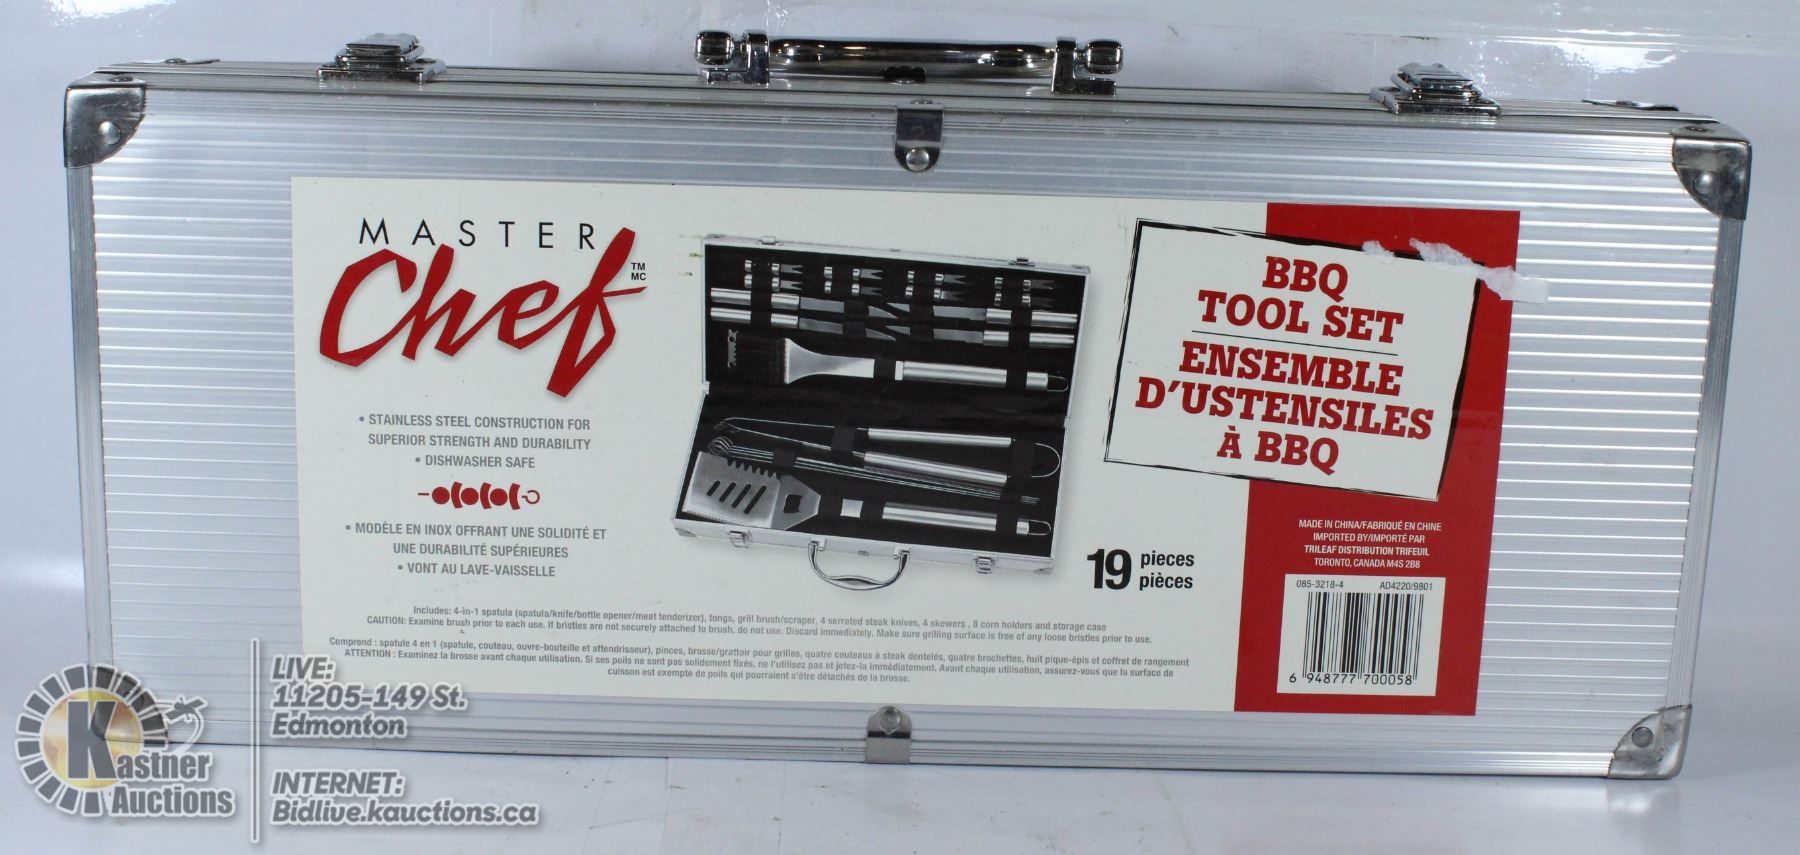 MASTER
Chef
TM
MC
• STAINLESS STEEL CONSTRUCTION FOR
SUPERIOR STRENGTH AND DURABILITY
• DISHWASHER SAFE
• MODÈLE EN INOX OFFRANT UNE SOLIDITÉ ET
UNE DURABILITÉ SUPÉRIEURES
• VONT AU LAVE-VAISSELLE
19 pieces
pièces
BBQ
TOOL SET
ENSEMBLE
D'USTENSILES
À BBQ
MADE IN CHINA/FABRIQUÉ EN CHINE
IMPORTED BY/IMPORTÉ PAR
TRILEAF DISTRIBUTION TRIFEUIL
TORONTO, CANADA M4S 2B8
085-3218-4 AD4220/9801
6 948777 700058
Includes: 4-in-1 spatula (spatula/knife/bottle opener/meat tenderizer), tongs, grill brush/scraper, 4 serrated steak knives, 4 skewers , 8 corn holders and storage case
CAUTION: Examine brush prior to each use. If bristles are not securely attached to brush, do not use. Discard immediately. Make sure grilling surface is free of any loose bristles prior to use.
Comprend : spatule 4 en 1 (spatule, couteau, ouvre-bouteille et attendrisseur), pinces, brosse/grattoir pour grilles, quatre couteaux à steak dentelés, quatre brochettes, huit pique-épis et coffret de rangement
ATTENTION : Examinez la brosse avant chaque utilisation. Si ses poils ne sont pas solidement fixés, ne l'utilisez pas et jetez-la immédiatement. Avant chaque utilisation, assurez-vous que la surface de
cuisson est exempte de poils qui pourraient s'être détachés de la brosse.
Kastner
Auctions
LIVE:
11205-149 St.
Edmonton
INTERNET:
Bidlive.kauctions.ca